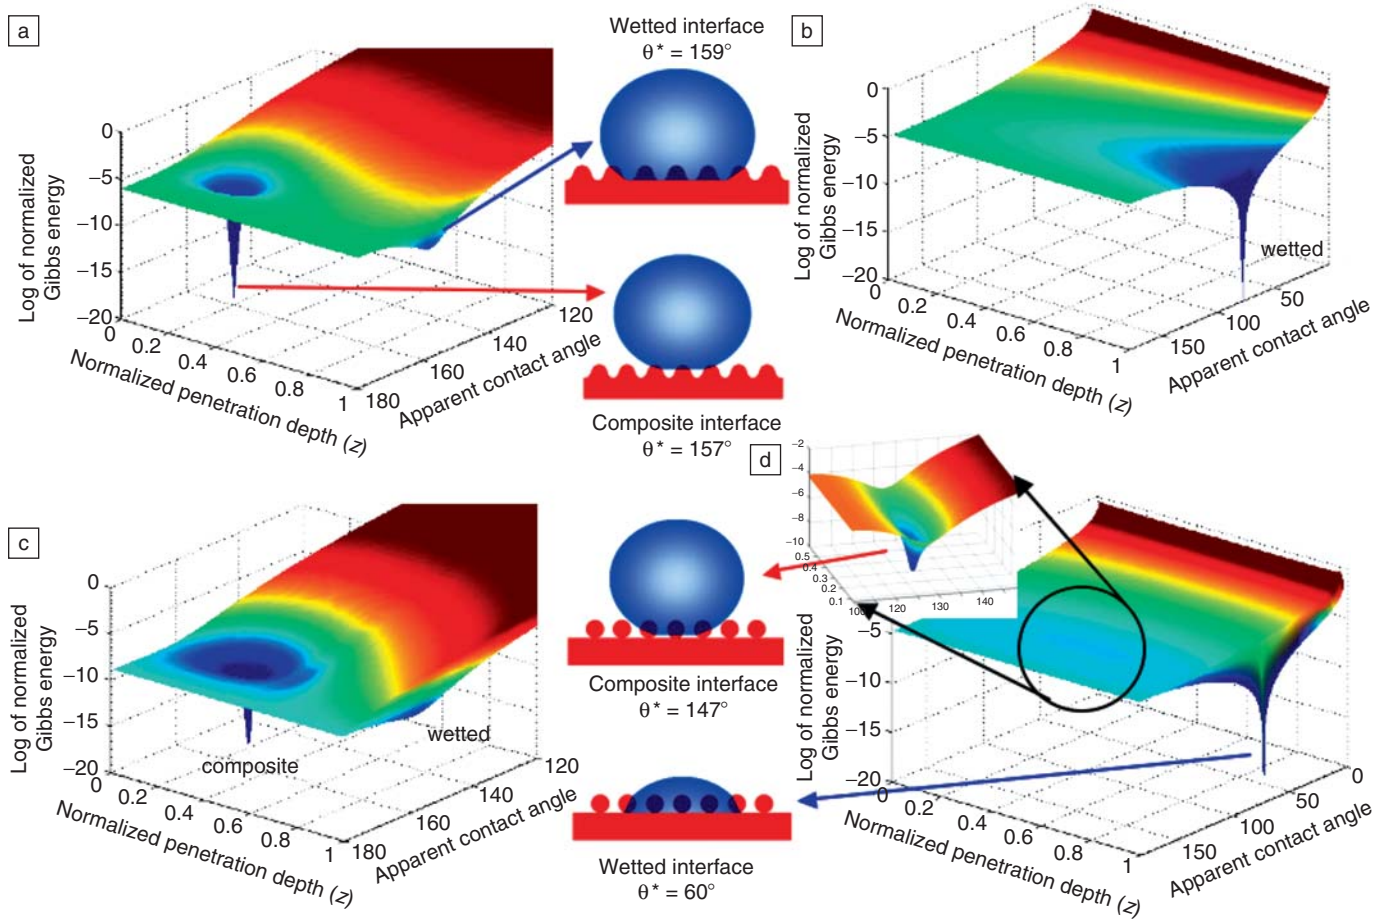 a
0
−5
−10
−15
−20
Log of normalized
Gibbs energy
0
0.2
0.4
0.6
0.8
1
Normalized penetration depth (z)
180
160
140
120
Apparent contact angle
Wetted interface
θ* = 159°
Composite interface
θ* = 157°
b
0
−5
−10
−15
−20
Log of normalized
Gibbs energy
0
0.2
0.4
0.6
0.8
1
Normalized penetration depth (z)
150
100
50
Apparent contact angle
wetted
c
0
−5
−10
−15
−20
Log of normalized
Gibbs energy
0
0.2
0.4
0.6
0.8
1
Normalized penetration depth (z)
180
160
140
120
Apparent contact angle
composite
wetted
Composite interface
θ* = 147°
Wetted interface
θ* = 60°
d
−2
−4
−6
−8
−10
0.5
0.4
0.3
0.2
0.1
120
130
140
−5
−10
−15
−20
Log of normalized
Gibbs energy
0
0.2
0.4
0.6
0.8
1
Normalized penetration depth (z)
150
100
50
0
Apparent contact angle